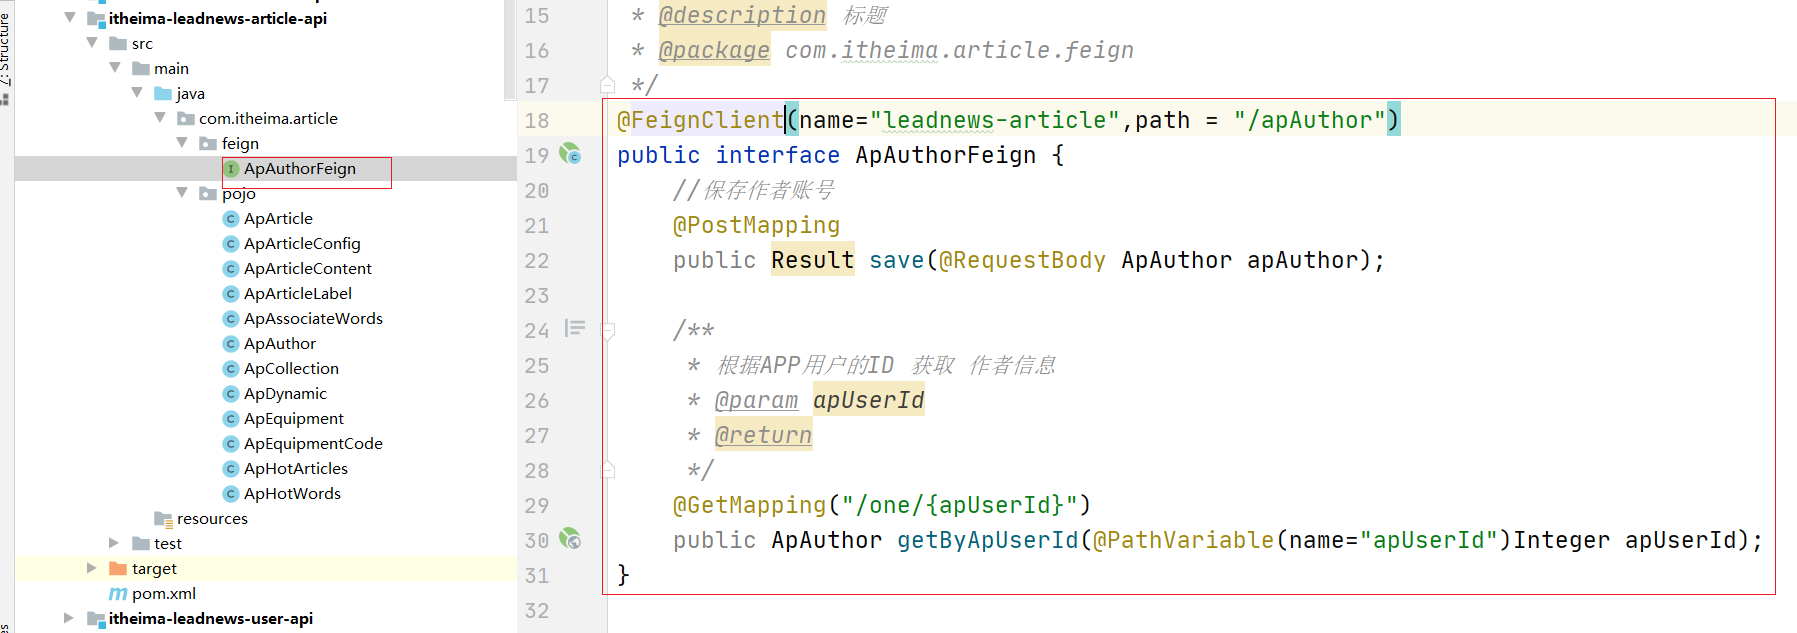 7: Structure
itheima-leadnews-article-api
src
main
java
com.itheima.article
feign
ApAuthorFeign
pojo
ApArticle
ApArticleConfig
ApArticleContent
ApArticleLabel
ApAssociateWords
ApAuthor
ApCollection
ApDynamic
ApEquipment
ApEquipmentCode
ApHotArticles
ApHotWords
resources
test
target
pom.xml
itheima-leadnews-user-api
15 * @description 标题
16 * @package com.itheima.article.feign
17 */
18 @FeignClient(name="leadnews-article",path = "/apAuthor")
19 public interface ApAuthorFeign {
20 //保存作者账号
21 @PostMapping
22 public Result save(@RequestBody ApAuthor apAuthor);
23
24 /**
25 * 根据APP用户的ID 获取 作者信息
26 * @param apUserId
27 * @return
28 */
29 @GetMapping("/one/{apUserId}")
30 public ApAuthor getByApUserId(@PathVariable(name="apUserId")Integer apUserId);
31 }
32